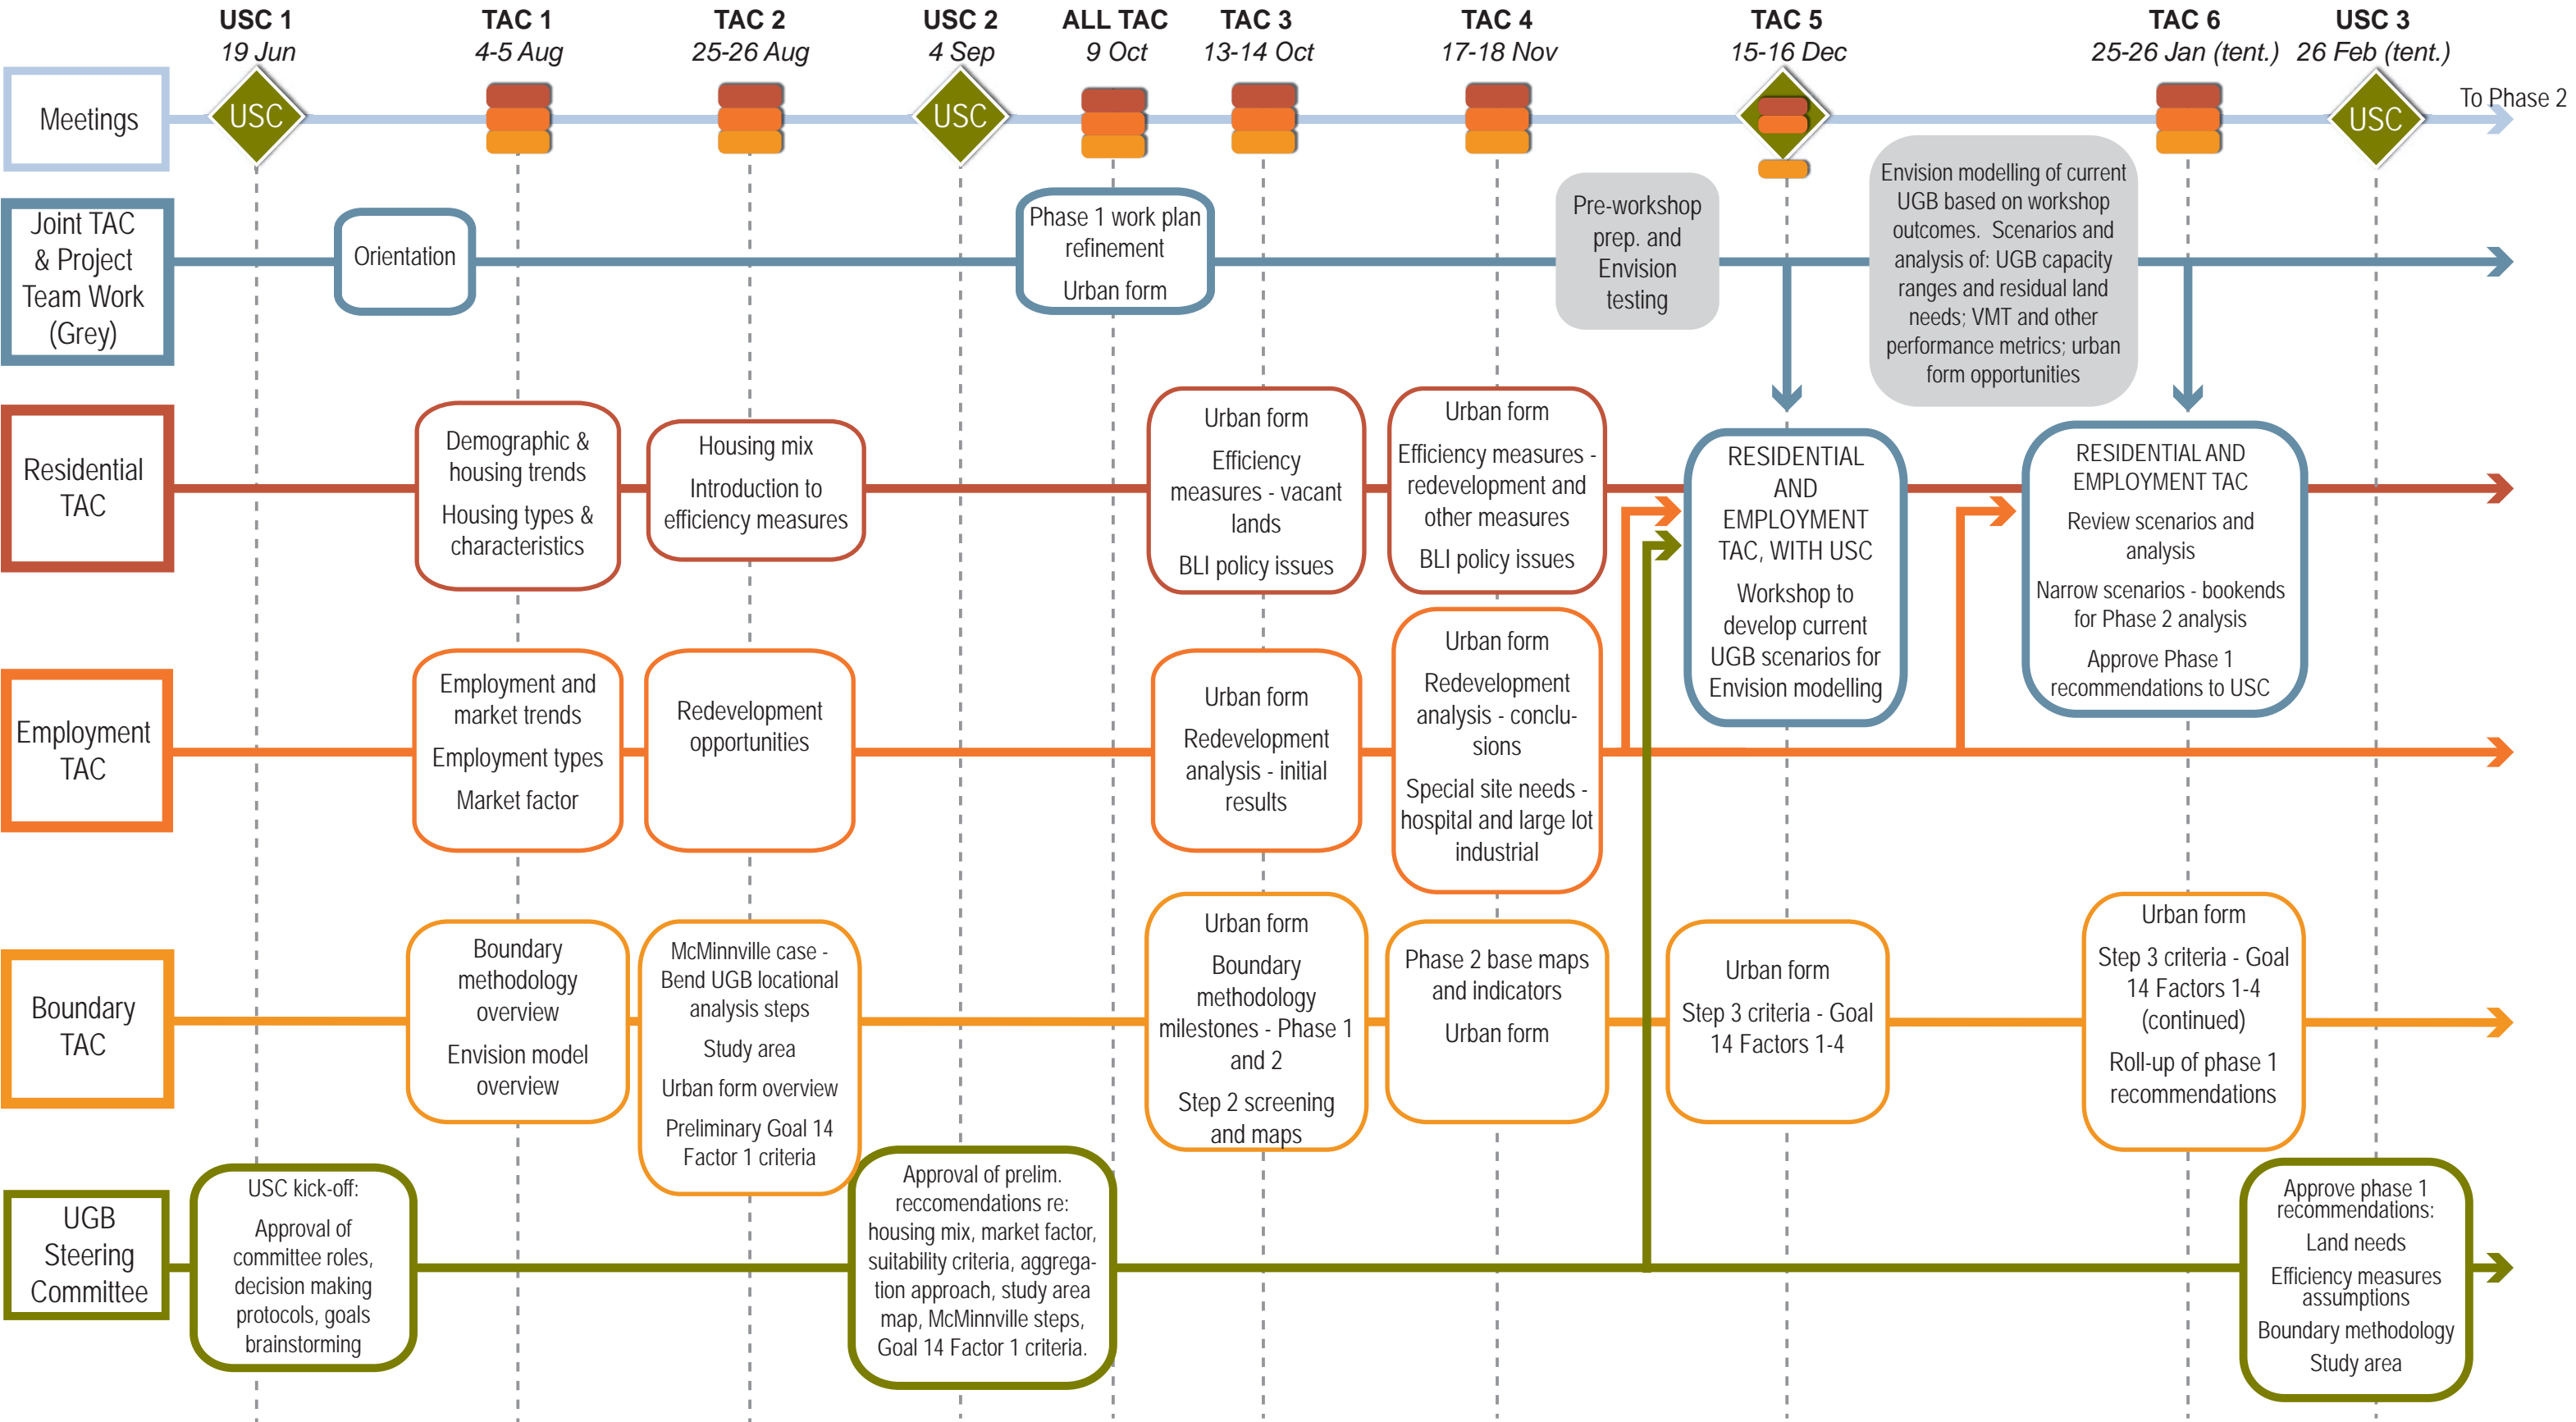 USC 1
19 Jun
TAC 1
4-5 Aug
TAC 2
25-26 Aug
USC 2
4 Sep
ALL TAC
9 Oct
TAC 3
13-14 Oct
TAC 4
17-18 Nov
TAC 5
15-16 Dec
TAC 6
25-26 Jan (tent.)
USC 3
26 Feb (tent.)
Meetings
USC
USC
USC
To Phase 2
Joint TAC
& Project
Team Work
(Grey)
Orientation
Phase 1 work plan
refinement
Urban form
Pre-workshop
prep. and
Envision
testing
Envision modelling of current
UGB based on workshop
outcomes. Scenarios and
analysis of: UGB capacity
ranges and residual land
needs; VMT and other
performance metrics; urban
form opportunities
Residential
TAC
Demographic &
housing trends
Housing types &
characteristics
Housing mix
Introduction to
efficiency measures
Urban form
Efficiency
measures - vacant
lands
BLI policy issues
Urban form
Efficiency measures -
redevelopment and
other measures
BLI policy issues
RESIDENTIAL
AND
EMPLOYMENT
TAC, WITH USC
Workshop to
develop current
UGB scenarios for
Envision modelling
RESIDENTIAL AND
EMPLOYMENT TAC
Review scenarios and
analysis
Narrow scenarios - bookends
for Phase 2 analysis
Approve Phase 1
recommendations to USC
Employment
TAC
Employment and
market trends
Employment types
Market factor
Redevelopment
opportunities
Urban form
Redevelopment
analysis - initial
results
Urban form
Redevelopment
analysis - conclu-
sions
Special site needs -
hospital and large lot
industrial
Boundary
TAC
Boundary
methodology
overview
Envision model
overview
McMinnville case -
Bend UGB locational
analysis steps
Study area
Urban form overview
Preliminary Goal 14
Factor 1 criteria
Urban form
Boundary
methodology
milestones - Phase 1
and 2
Step 2 screening
and maps
Phase 2 base maps
and indicators
Urban form
Urban form
Step 3 criteria - Goal
14 Factors 1-4
Urban form
Step 3 criteria - Goal
14 Factors 1-4
(continued)
Roll-up of phase 1
recommendations
UGB
Steering
Committee
USC kick-off:
Approval of
committee roles,
decision making
protocols, goals
brainstorming
Approval of prelim.
reccomendations re:
housing mix, market factor,
suitability criteria, aggrega-
tion approach, study area
map, McMinnville steps,
Goal 14 Factor 1 criteria.
Approve phase 1
recommendations:
Land needs
Efficiency measures
assumptions
Boundary methodology
Study area